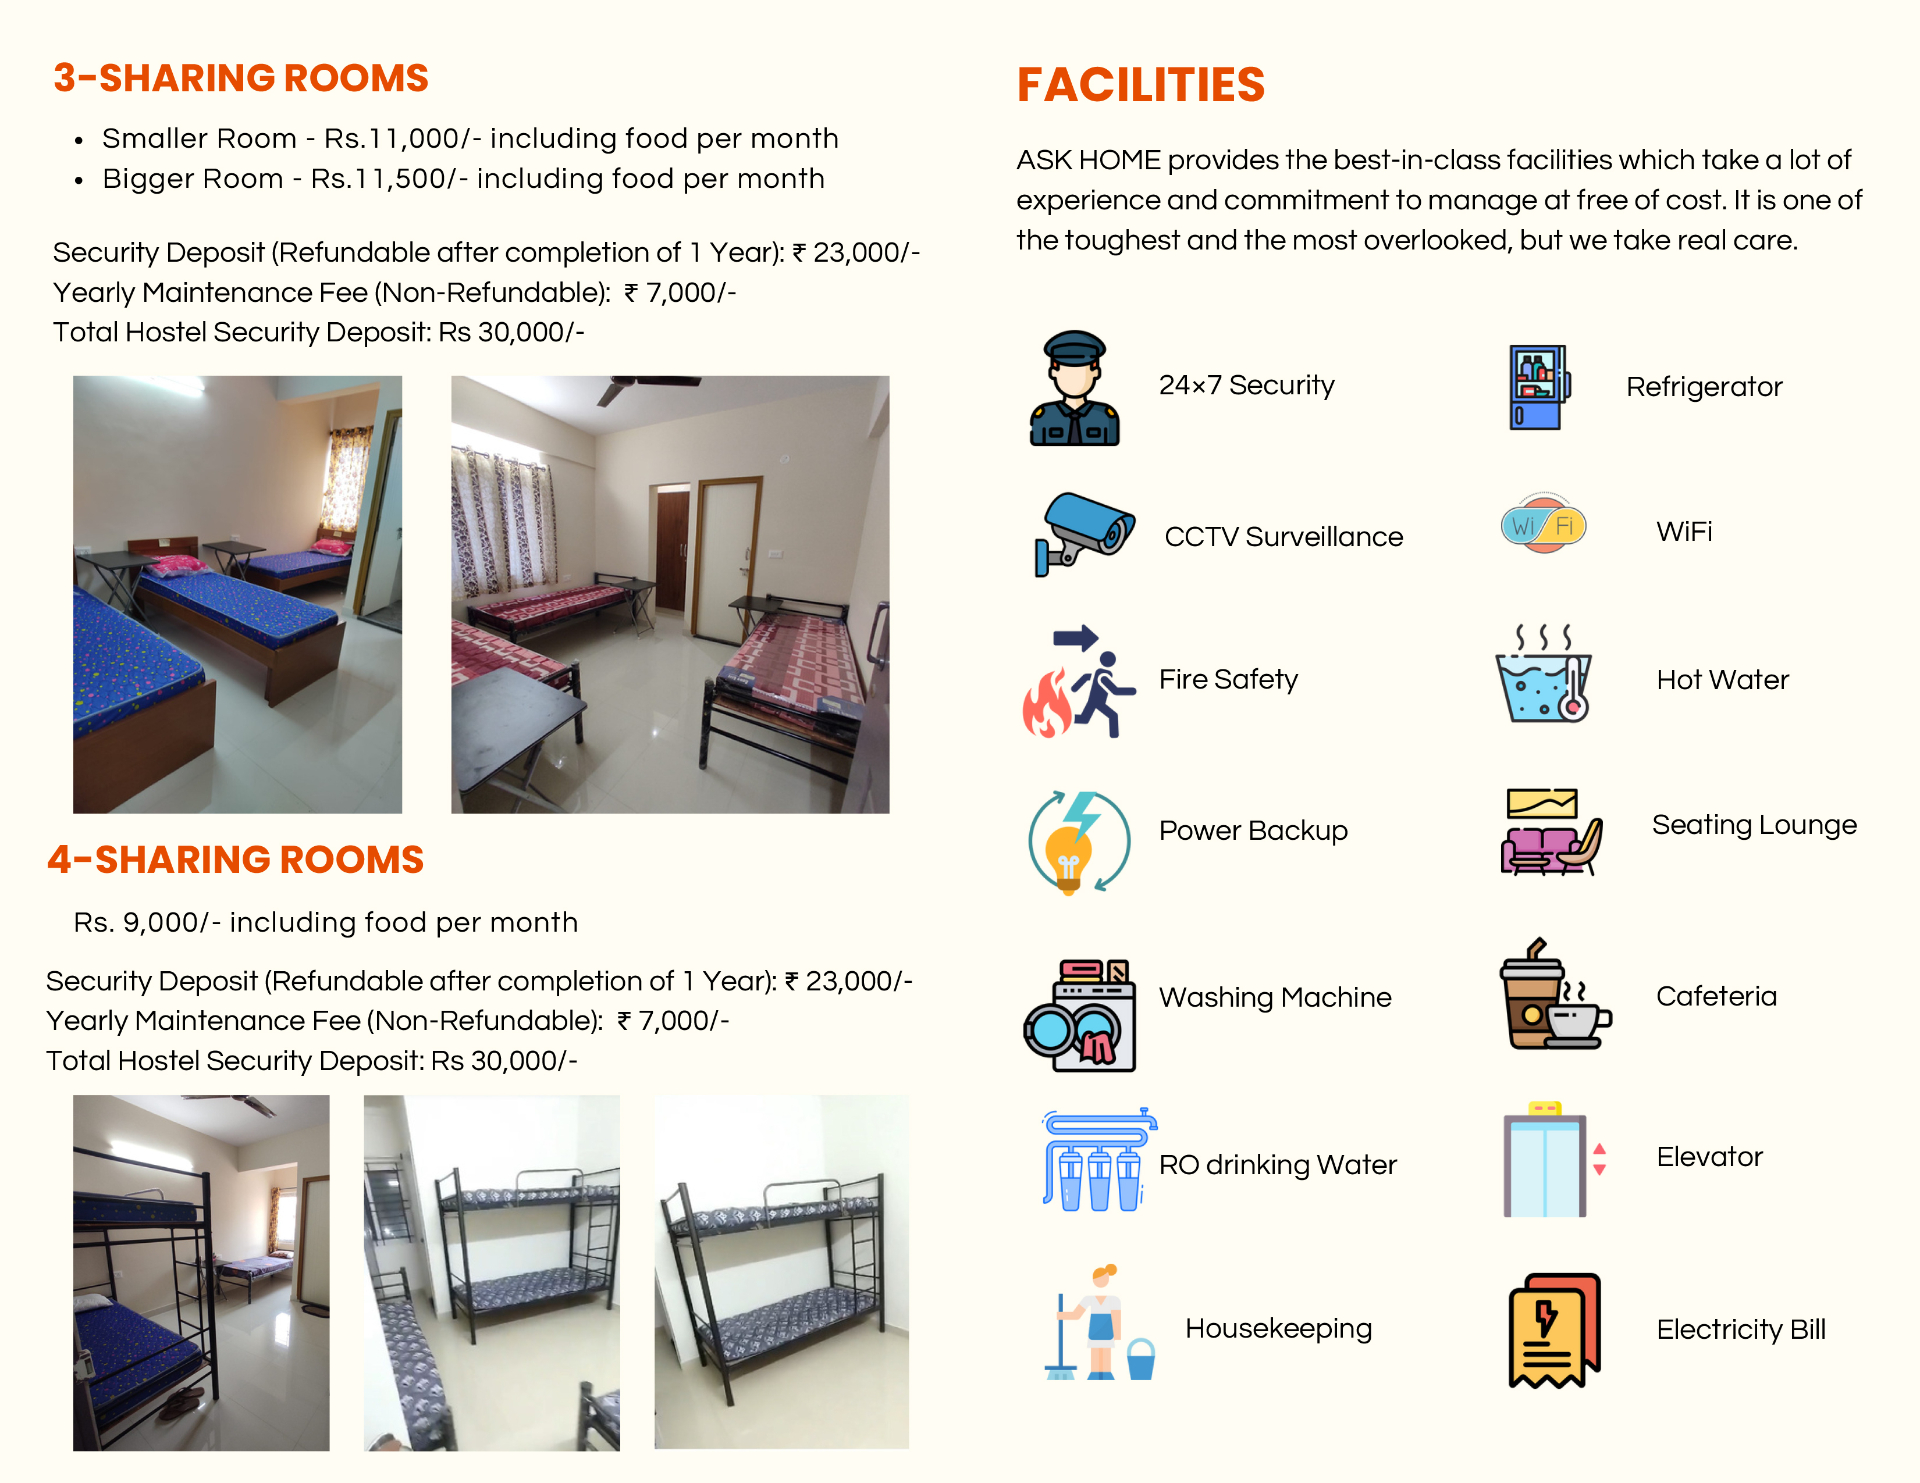 3-SHARING ROOMS
• Smaller Room - Rs.11,000/- including food per month
• Bigger Room - Rs.11,500/- including food per month
Security Deposit (Refundable after completion of 1 Year): ₹ 23,000/-
Yearly Maintenance Fee (Non-Refundable): ₹ 7,000/-
Total Hostel Security Deposit: Rs 30,000/-
4-SHARING ROOMS
Rs. 9,000/- including food per month
Security Deposit (Refundable after completion of 1 Year): ₹ 23,000/-
Yearly Maintenance Fee (Non-Refundable): ₹ 7,000/-
Total Hostel Security Deposit: Rs 30,000/-
FACILITIES
ASK HOME provides the best-in-class facilities which take a lot of
experience and commitment to manage at free of cost. It is one of
the toughest and the most overlooked, but we take real care.
24×7 Security
Refrigerator
CCTV Surveillance
Wi Fi
WiFi
Fire Safety
Hot Water
Power Backup
Seating Lounge
Washing Machine
Cafeteria
RO drinking Water
Elevator
Housekeeping
Electricity Bill